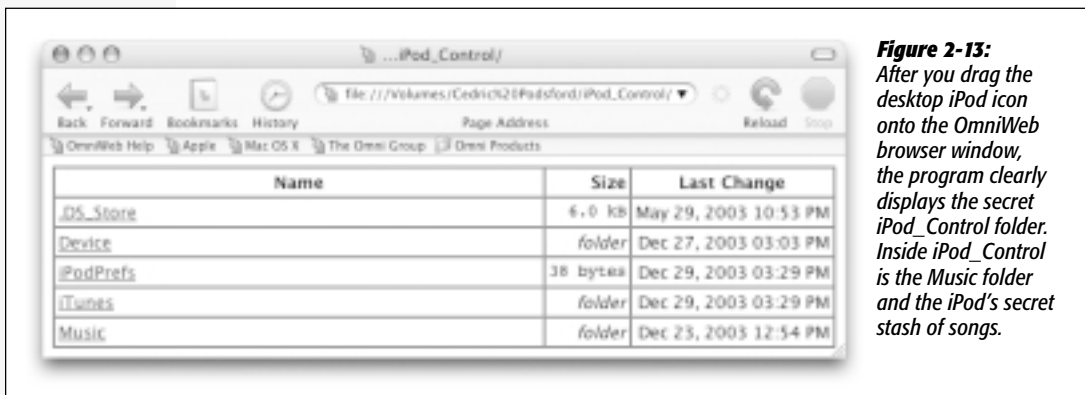 ...iPod_Control/
file:///Volumes/Cedric%20Podsford/iPod_Control/
Back Forward Bookmarks History Page Address Reload Stop
OmniWeb Help Apple Mac OS X The Omni Group Omni Products
Name Size Last Change
.DS_Store 6.0 kB May 29, 2003 10:53 PM
Device folder Dec 27, 2003 03:03 PM
iPodPrefs 38 bytes Dec 29, 2003 03:29 PM
iTunes folder Dec 29, 2003 03:29 PM
Music folder Dec 23, 2003 12:54 PM
Figure 2-13:
After you drag the
desktop iPod icon
onto the OmniWeb
browser window,
the program clearly
displays the secret
iPod_Control folder.
Inside iPod_Control
is the Music folder
and the iPod's secret
stash of songs.